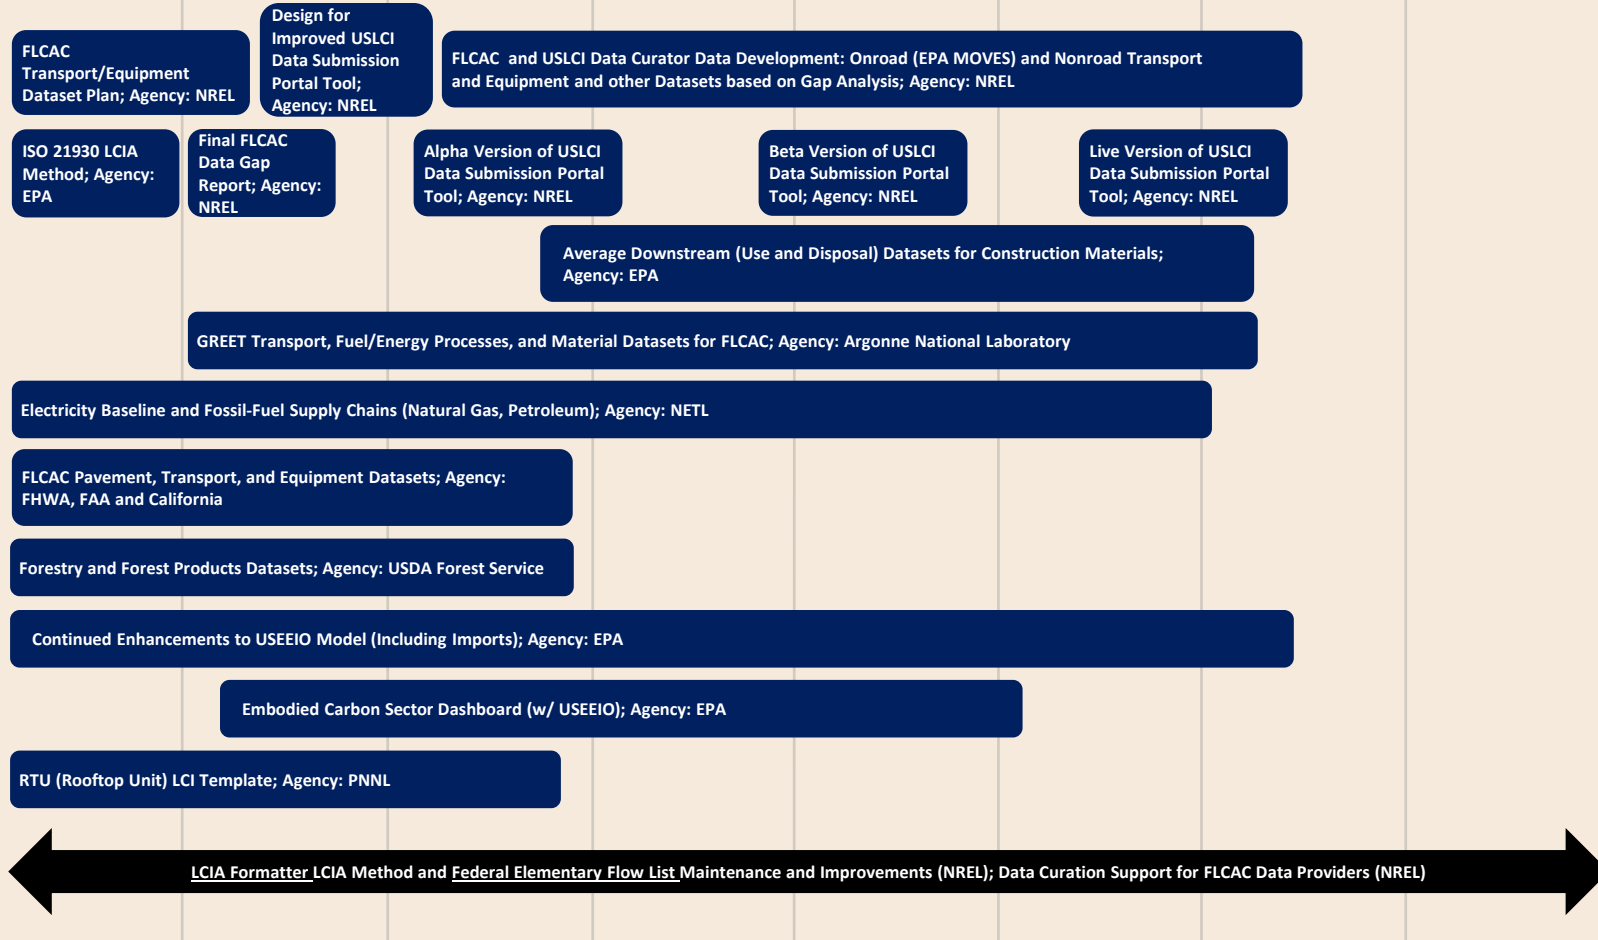 FLCAC
Transport/Equipment
Dataset Plan; Agency: NREL
Design for
Improved USLCI
Data Submission
Portal Tool;
Agency: NREL
FLCAC  and USLCI Data Curator Data Development: Onroad (EPA MOVES) and Nonroad Transport
and Equipment and other Datasets based on Gap Analysis; Agency: NREL
ISO 21930 LCIA
Method; Agency:
EPA
Final FLCAC
Data Gap
Report; Agency:
NREL
Alpha Version of USLCI
Data Submission Portal
Tool; Agency: NREL
Beta Version of USLCI
Data Submission Portal
Tool; Agency: NREL
Live Version of USLCI
Data Submission Portal
Tool; Agency: NREL
Average Downstream (Use and Disposal) Datasets for Construction Materials;
Agency: EPA
GREET Transport, Fuel/Energy Processes, and Material Datasets for FLCAC; Agency: Argonne National Laboratory
Electricity Baseline and Fossil-Fuel Supply Chains (Natural Gas, Petroleum); Agency: NETL
FLCAC Pavement, Transport, and Equipment Datasets; Agency:
FHWA, FAA and California
Forestry and Forest Products Datasets; Agency: USDA Forest Service
Continued Enhancements to USEEIO Model (Including Imports); Agency: EPA
Embodied Carbon Sector Dashboard (w/ USEEIO); Agency: EPA
RTU (Rooftop Unit) LCI Template; Agency: PNNL
LCIA Formatter LCIA Method and Federal Elementary Flow List Maintenance and Improvements (NREL); Data Curation Support for FLCAC Data Providers (NREL)